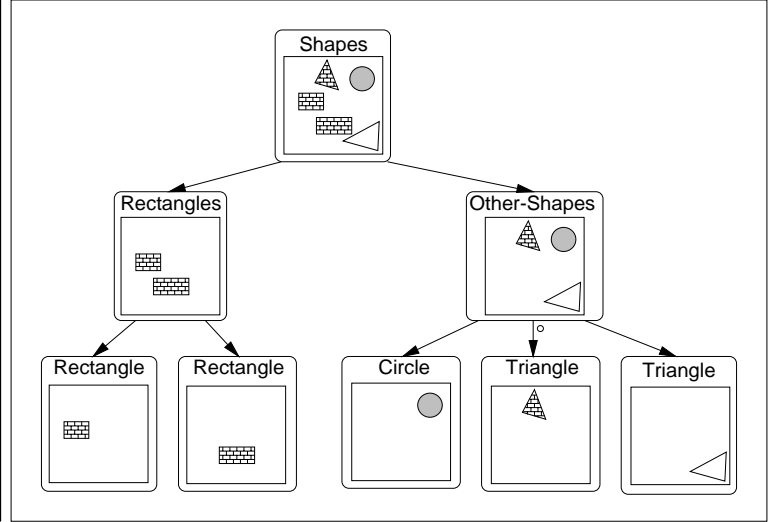 Shapes
Rectangles
Other-Shapes
Rectangle
Rectangle
Circle
Triangle
Triangle